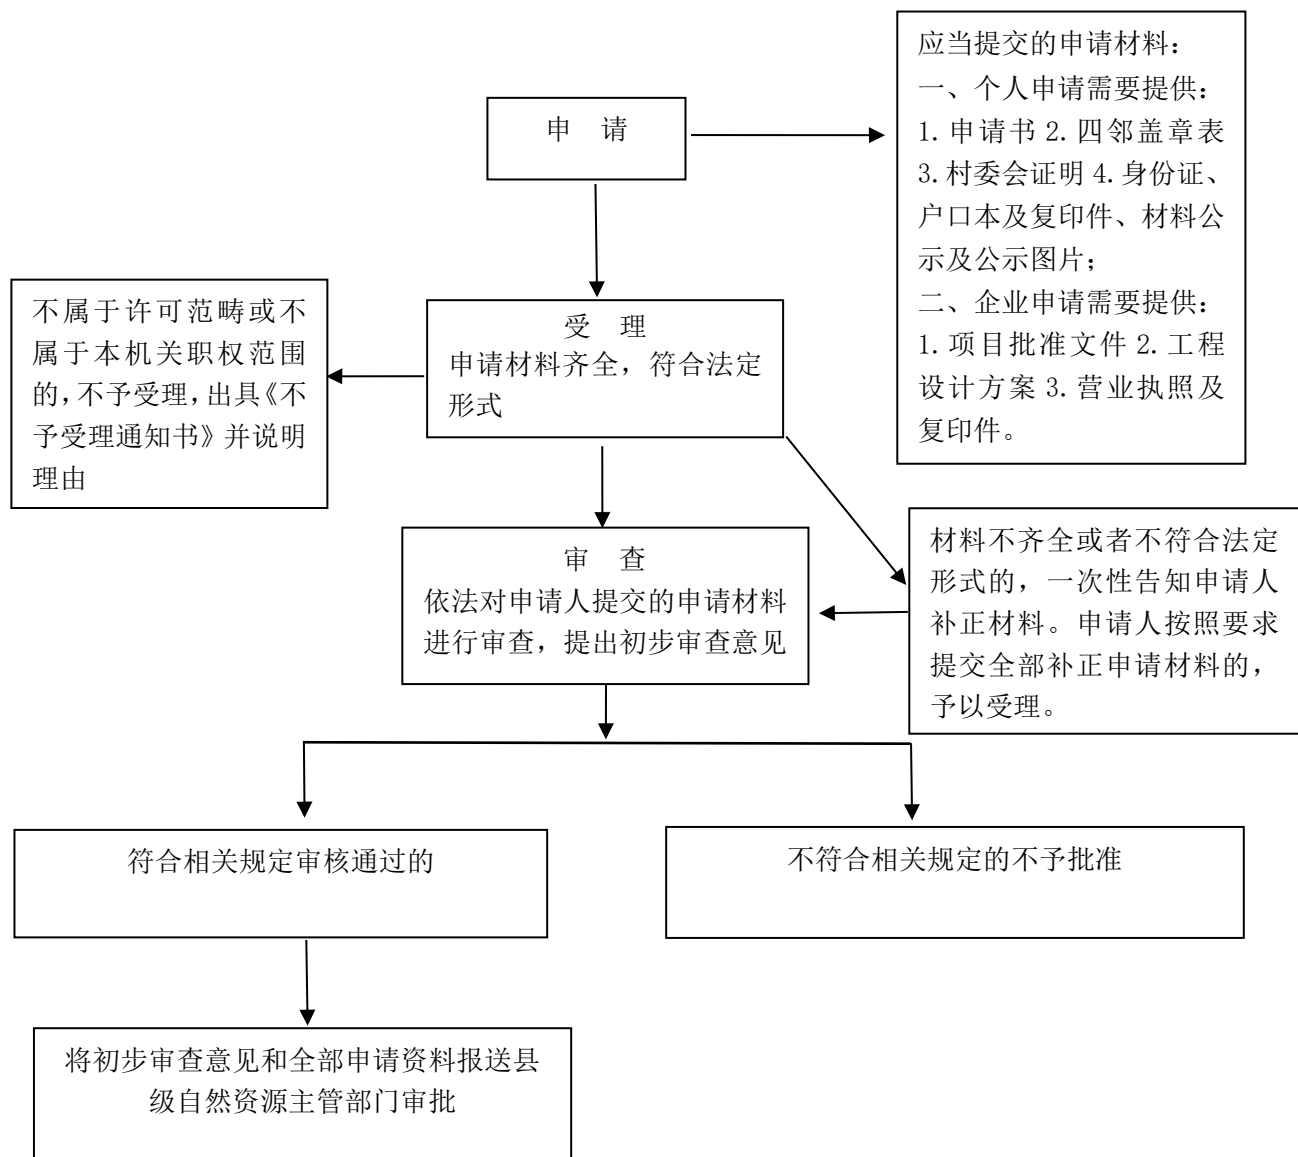 申 请
应当提交的申请材料：
一、个人申请需要提供：
1.申请书 2.四邻盖章表
3.村委会证明 4.身份证、
户口本及复印件、材料公
示及公示图片；
二、企业申请需要提供：
1.项目批准文件 2.工程
设计方案 3.营业执照及
复印件。
不属于许可范畴或不
属于本机关职权范围
的，不予受理，出具《不
予受理通知书》并说明
理由
受 理
申请材料齐全，符合法定
形式
审 查
依法对申请人提交的申请材料
进行审查，提出初步审查意见
材料不齐全或者不符合法定
形式的，一次性告知申请人
补正材料。申请人按照要求
提交全部补正申请材料的，
予以受理。
符合相关规定审核通过的
不符合相关规定的不予批准
将初步审查意见和全部申请资料报送县
级自然资源主管部门审批